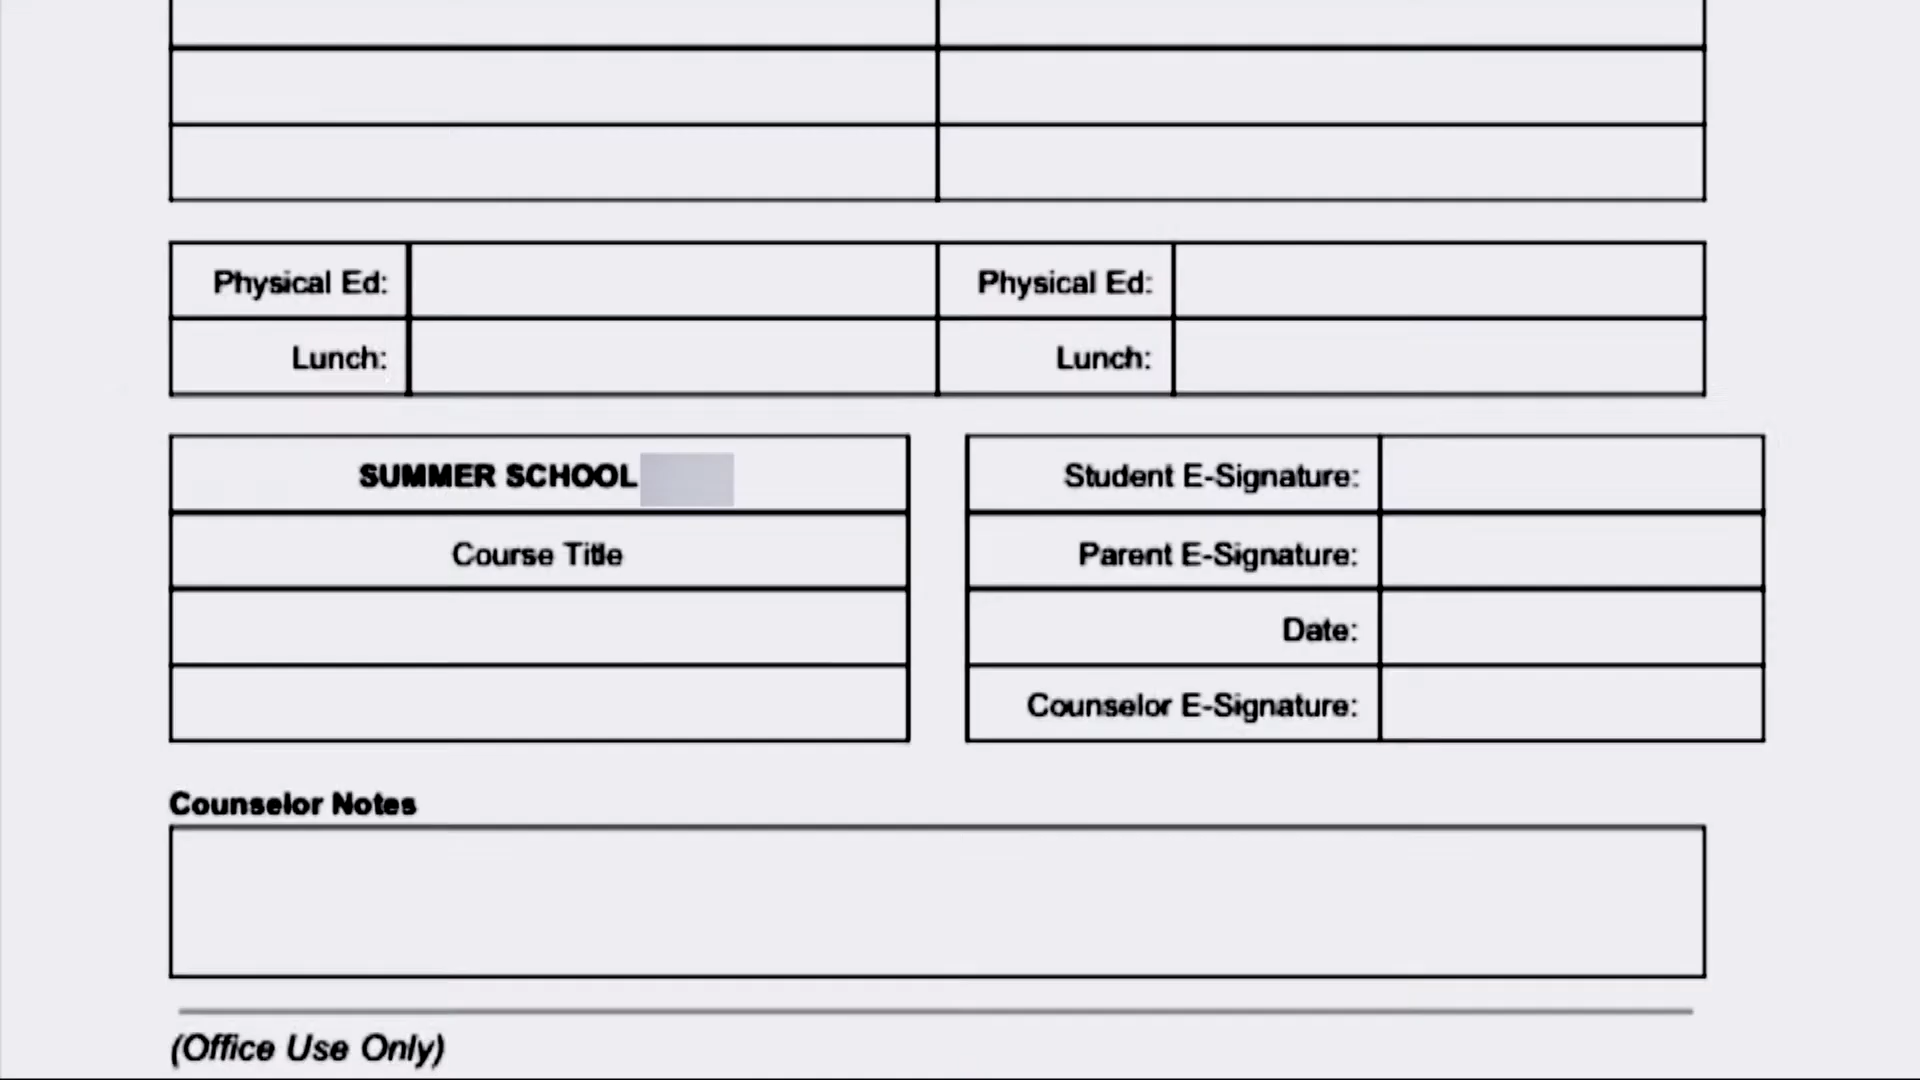 Physical Ed: Physical Ed:
Lunch: Lunch:
SUMMER SCHOOL
Course Title
Student E-Signature:
Parent E-Signature:
Date:
Counselor E-Signature:
Counselor Notes
(Office Use Only)